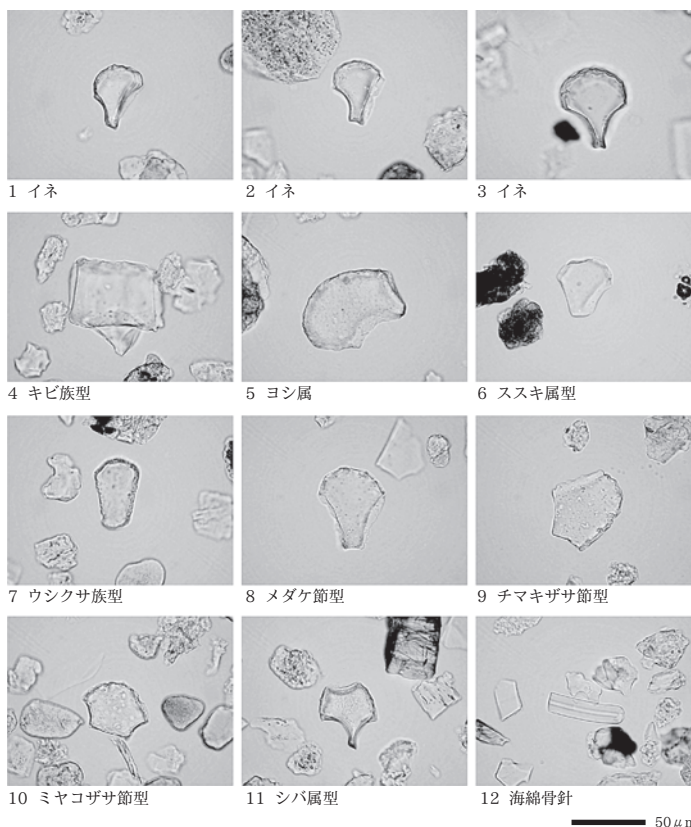 1 イネ
2 イネ
3 イネ
4 キビ族型
5 ヨシ属
6 ススキ属型
7 ウシクサ族型
8 メダケ節型
9 チマキザサ節型
10 ミヤコザサ節型
11 シバ属型
12 海綿骨針
50μm